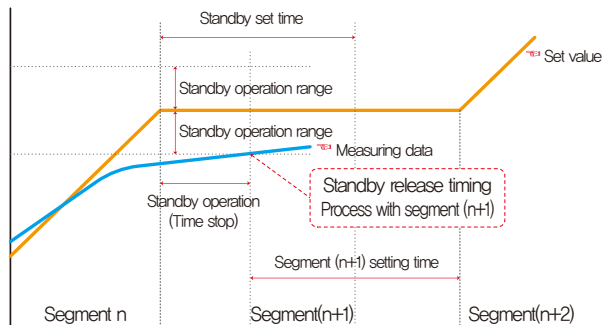 Standby set time
☜ Set value
Standby operation range
Standby operation range
☜ Measuring data
Standby release timing
Process with segment (n+1)
Standby operation
(Time stop)
Segment (n+1) setting time
Segment n
Segment(n+1)
Segment(n+2)